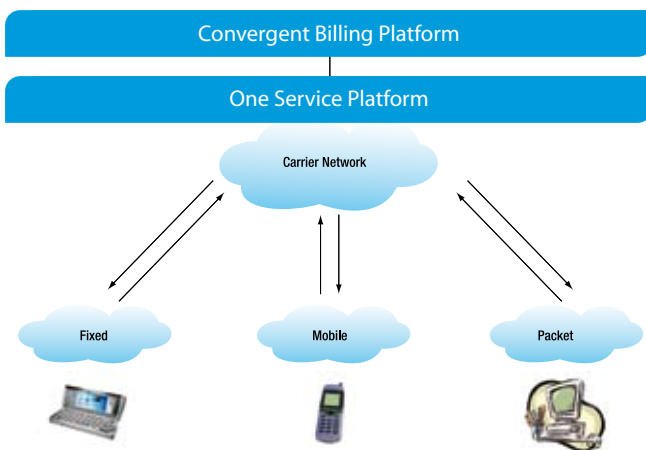 Convergent Billing Platform
One Service Platform
Carrier Network
Fixed
Mobile
Packet